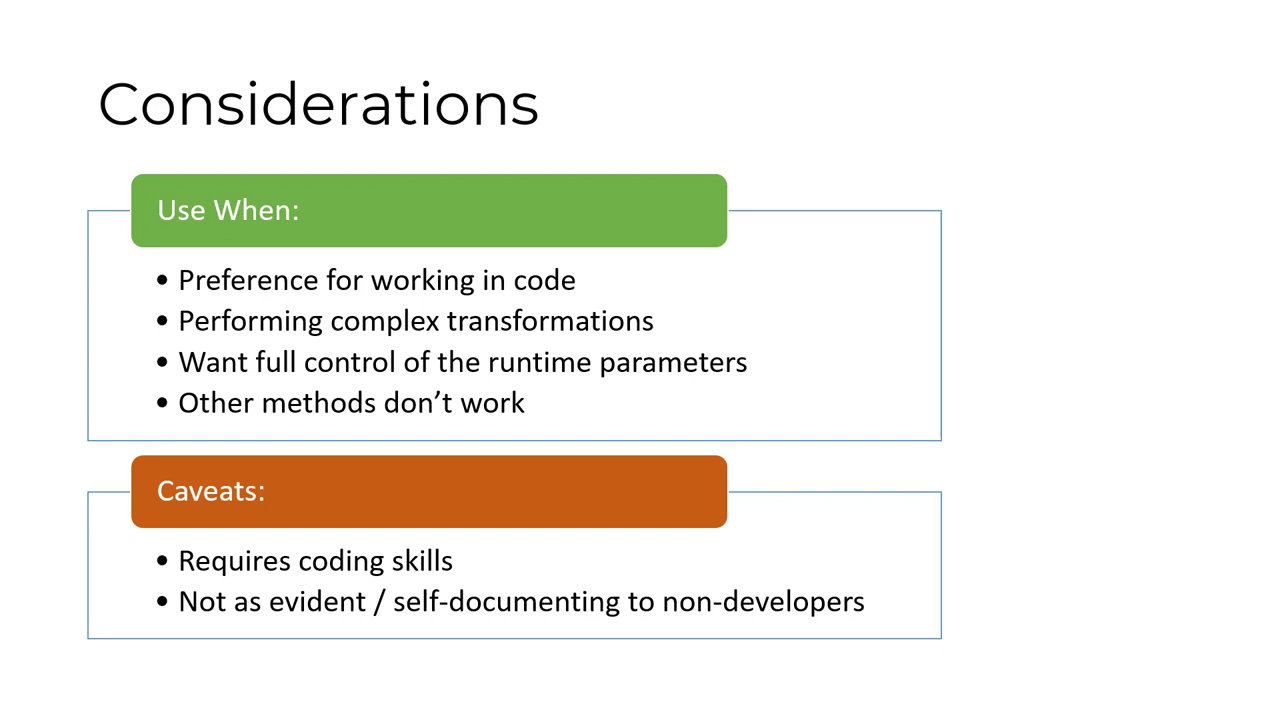 Considerations
Use When:
• Preference for working in code
• Performing complex transformations
• Want full control of the runtime parameters
• Other methods don’t work
Caveats:
• Requires coding skills
• Not as evident / self-documenting to non-developers